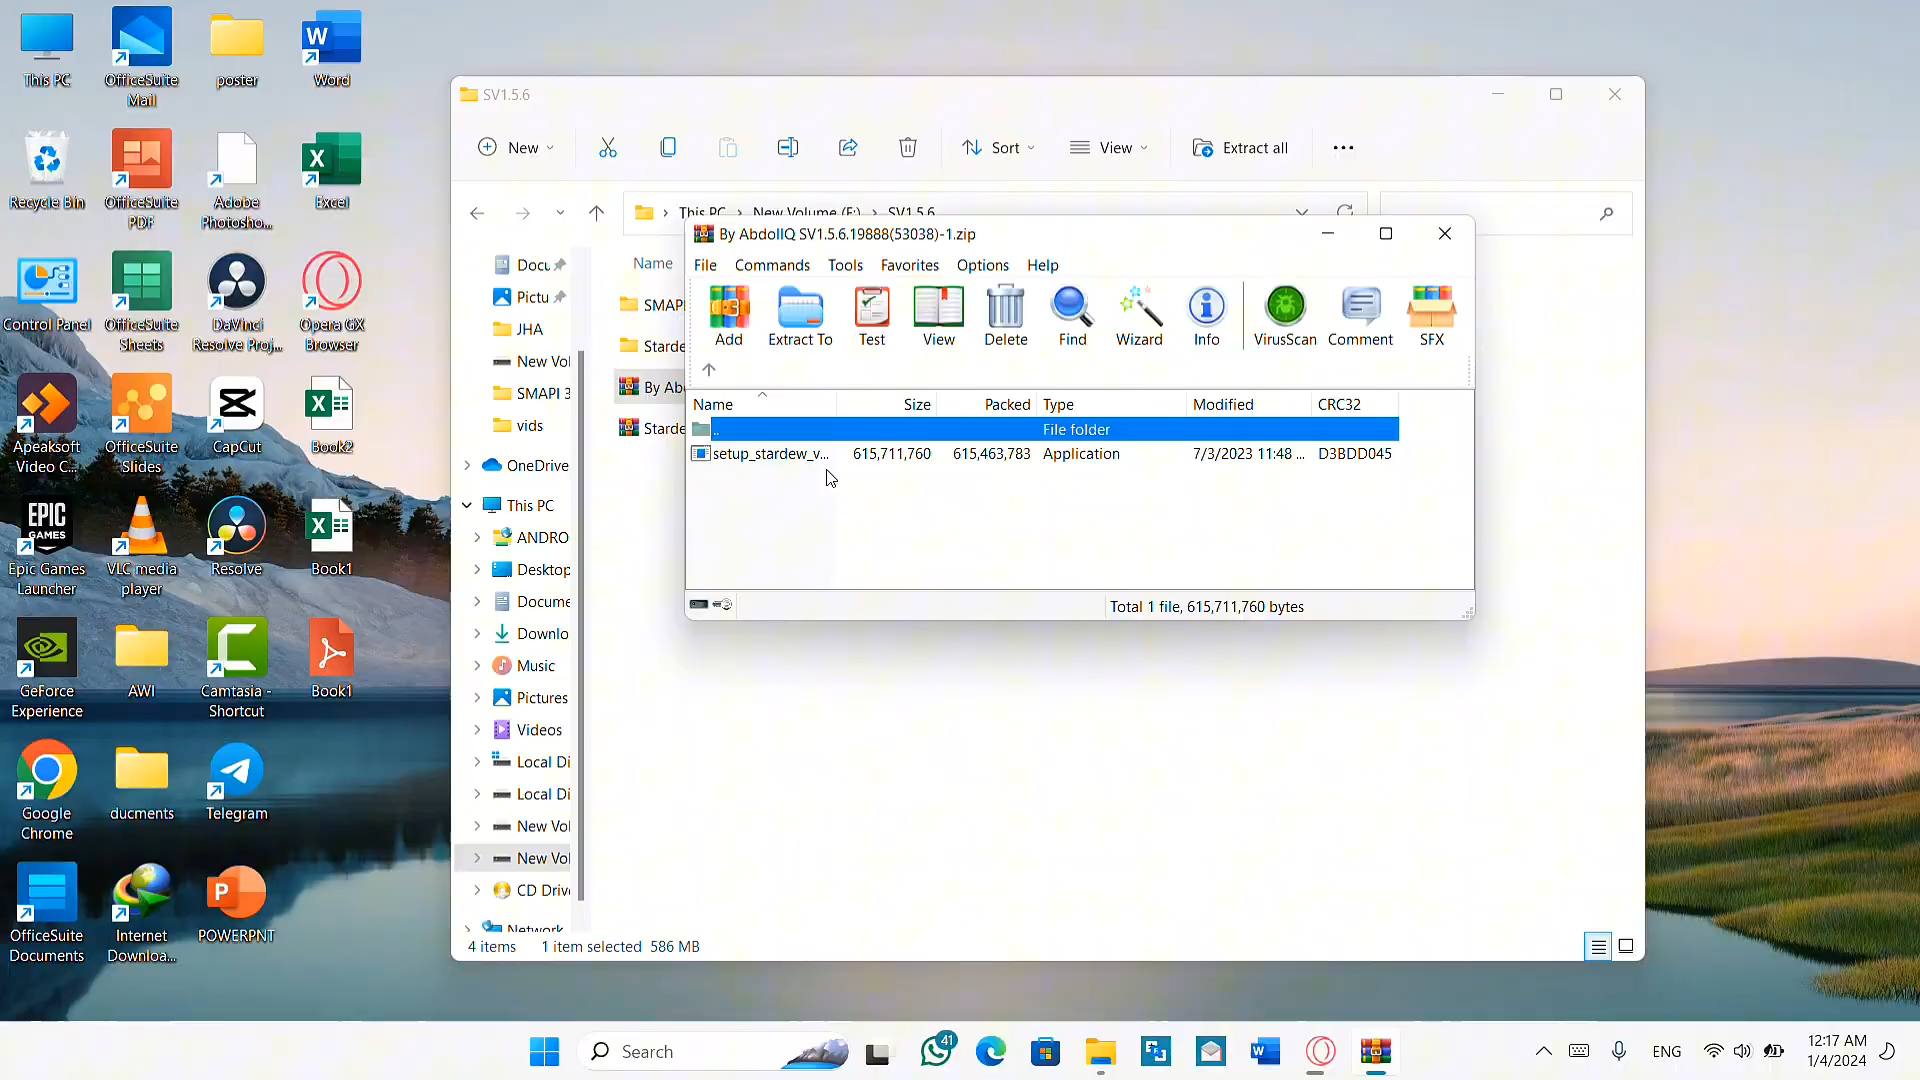 This PC
OfficeSuite
Mail
poster
Word
Recycle Bin
OfficeSuite
PDF
Adobe
Photosho...
Excel
Control Panel
OfficeSuite
Sheets
DaVinci
Resolve Proj...
Opera GX
Browser
Apeaksoft
Video C...
OfficeSuite
Slides
CapCut
Book2
EPIC
GAMES
Epic Games
Launcher
VLC media
player
Resolve
Book1
GeForce
Experience
AWI
Camtasia -
Shortcut
Book1
Google
Chrome
ducments
Telegram
OfficeSuite
Documents
Internet
Downloa...
POWERPNT
SV1.5.6
New
Sort
View
Extract all
This PC > New Volume (F:) > SV1.5.6
Name
Docu
Pictu
JHA
New Vol
SMAPI 3
vids
OneDrive
This PC
ANDRO
Desktop
Docume
Downlo
Music
Pictures
Videos
Local Di
Local Di
New Vol
New Vol
CD Drive
Network
SMAPI
Starde
By Abd
Starde
4 items 1 item selected 586 MB
By AbdollQ SV1.5.6.19888(53038)-1.zip
File Commands Tools Favorites Options Help
Add Extract To Test View Delete Find Wizard Info VirusScan Comment SFX
Name Size Packed Type Modified CRC32
.. File folder
setup_stardew_v... 615,711,760 615,463,783 Application 7/3/2023 11:48 ... D3BDD045
Total 1 file, 615,711,760 bytes
Search
41
ENG
12:17 AM
1/4/2024